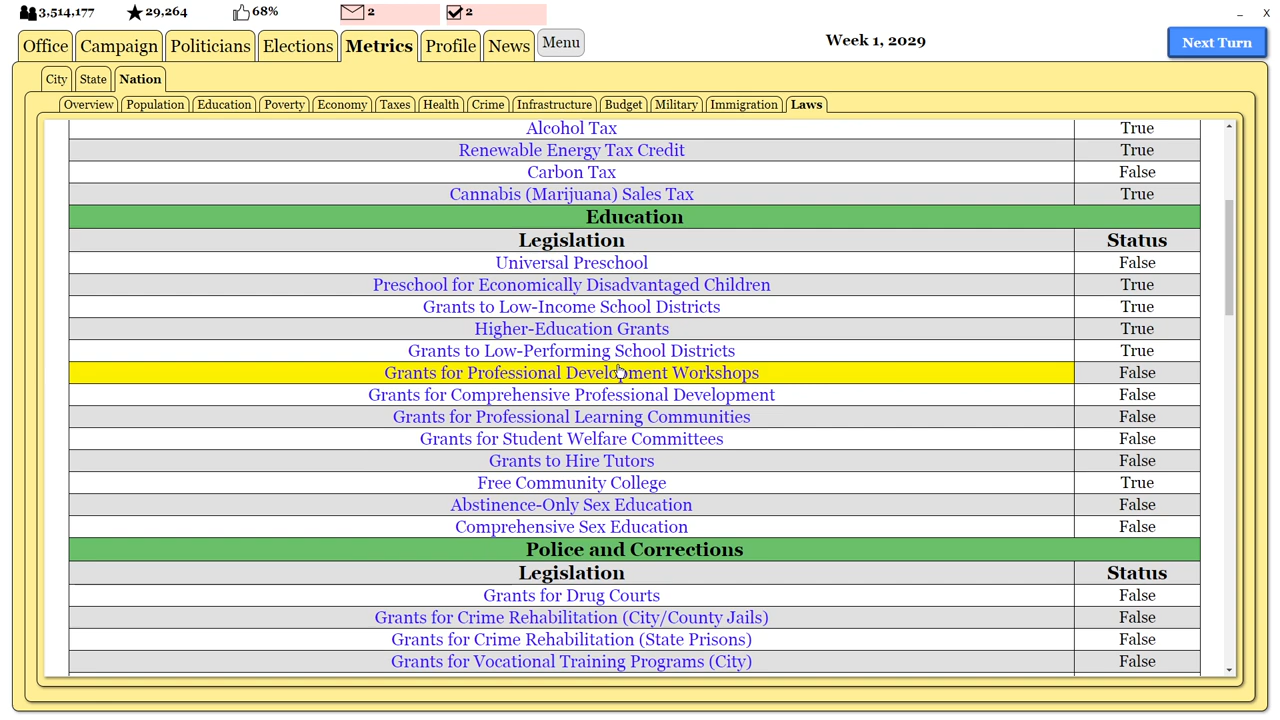 3,514,177 29,264 68% 2 2 _ X
Office Campaign Politicians Elections Metrics Profile News Menu Week 1, 2029 Next Turn
City State Nation
Overview Population Education Poverty Economy Taxes Health Crime Infrastructure Budget Military Immigration Laws
Alcohol Tax True
Renewable Energy Tax Credit True
Carbon Tax False
Cannabis (Marijuana) Sales Tax True
Education
Legislation Status
Universal Preschool False
Preschool for Economically Disadvantaged Children True
Grants to Low-Income School Districts True
Higher-Education Grants True
Grants to Low-Performing School Districts True
Grants for Professional Development Workshops False
Grants for Comprehensive Professional Development False
Grants for Professional Learning Communities False
Grants for Student Welfare Committees False
Grants to Hire Tutors False
Free Community College True
Abstinence-Only Sex Education False
Comprehensive Sex Education False
Police and Corrections
Legislation Status
Grants for Drug Courts False
Grants for Crime Rehabilitation (City/County Jails) False
Grants for Crime Rehabilitation (State Prisons) False
Grants for Vocational Training Programs (City) False